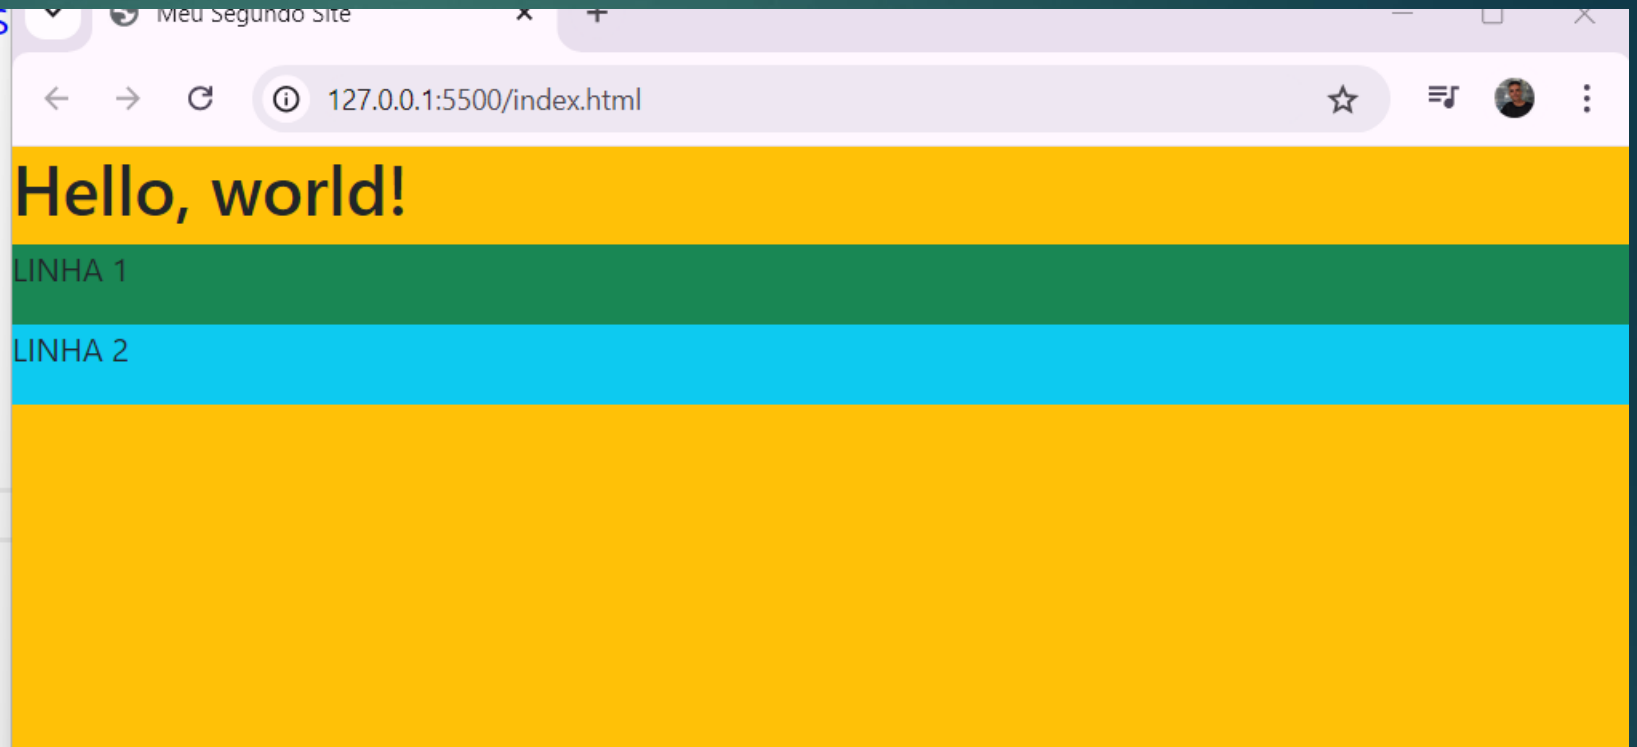 Meu Segundo Site
127.0.0.1:5500/index.html
Hello, world!
LINHA 1
LINHA 2